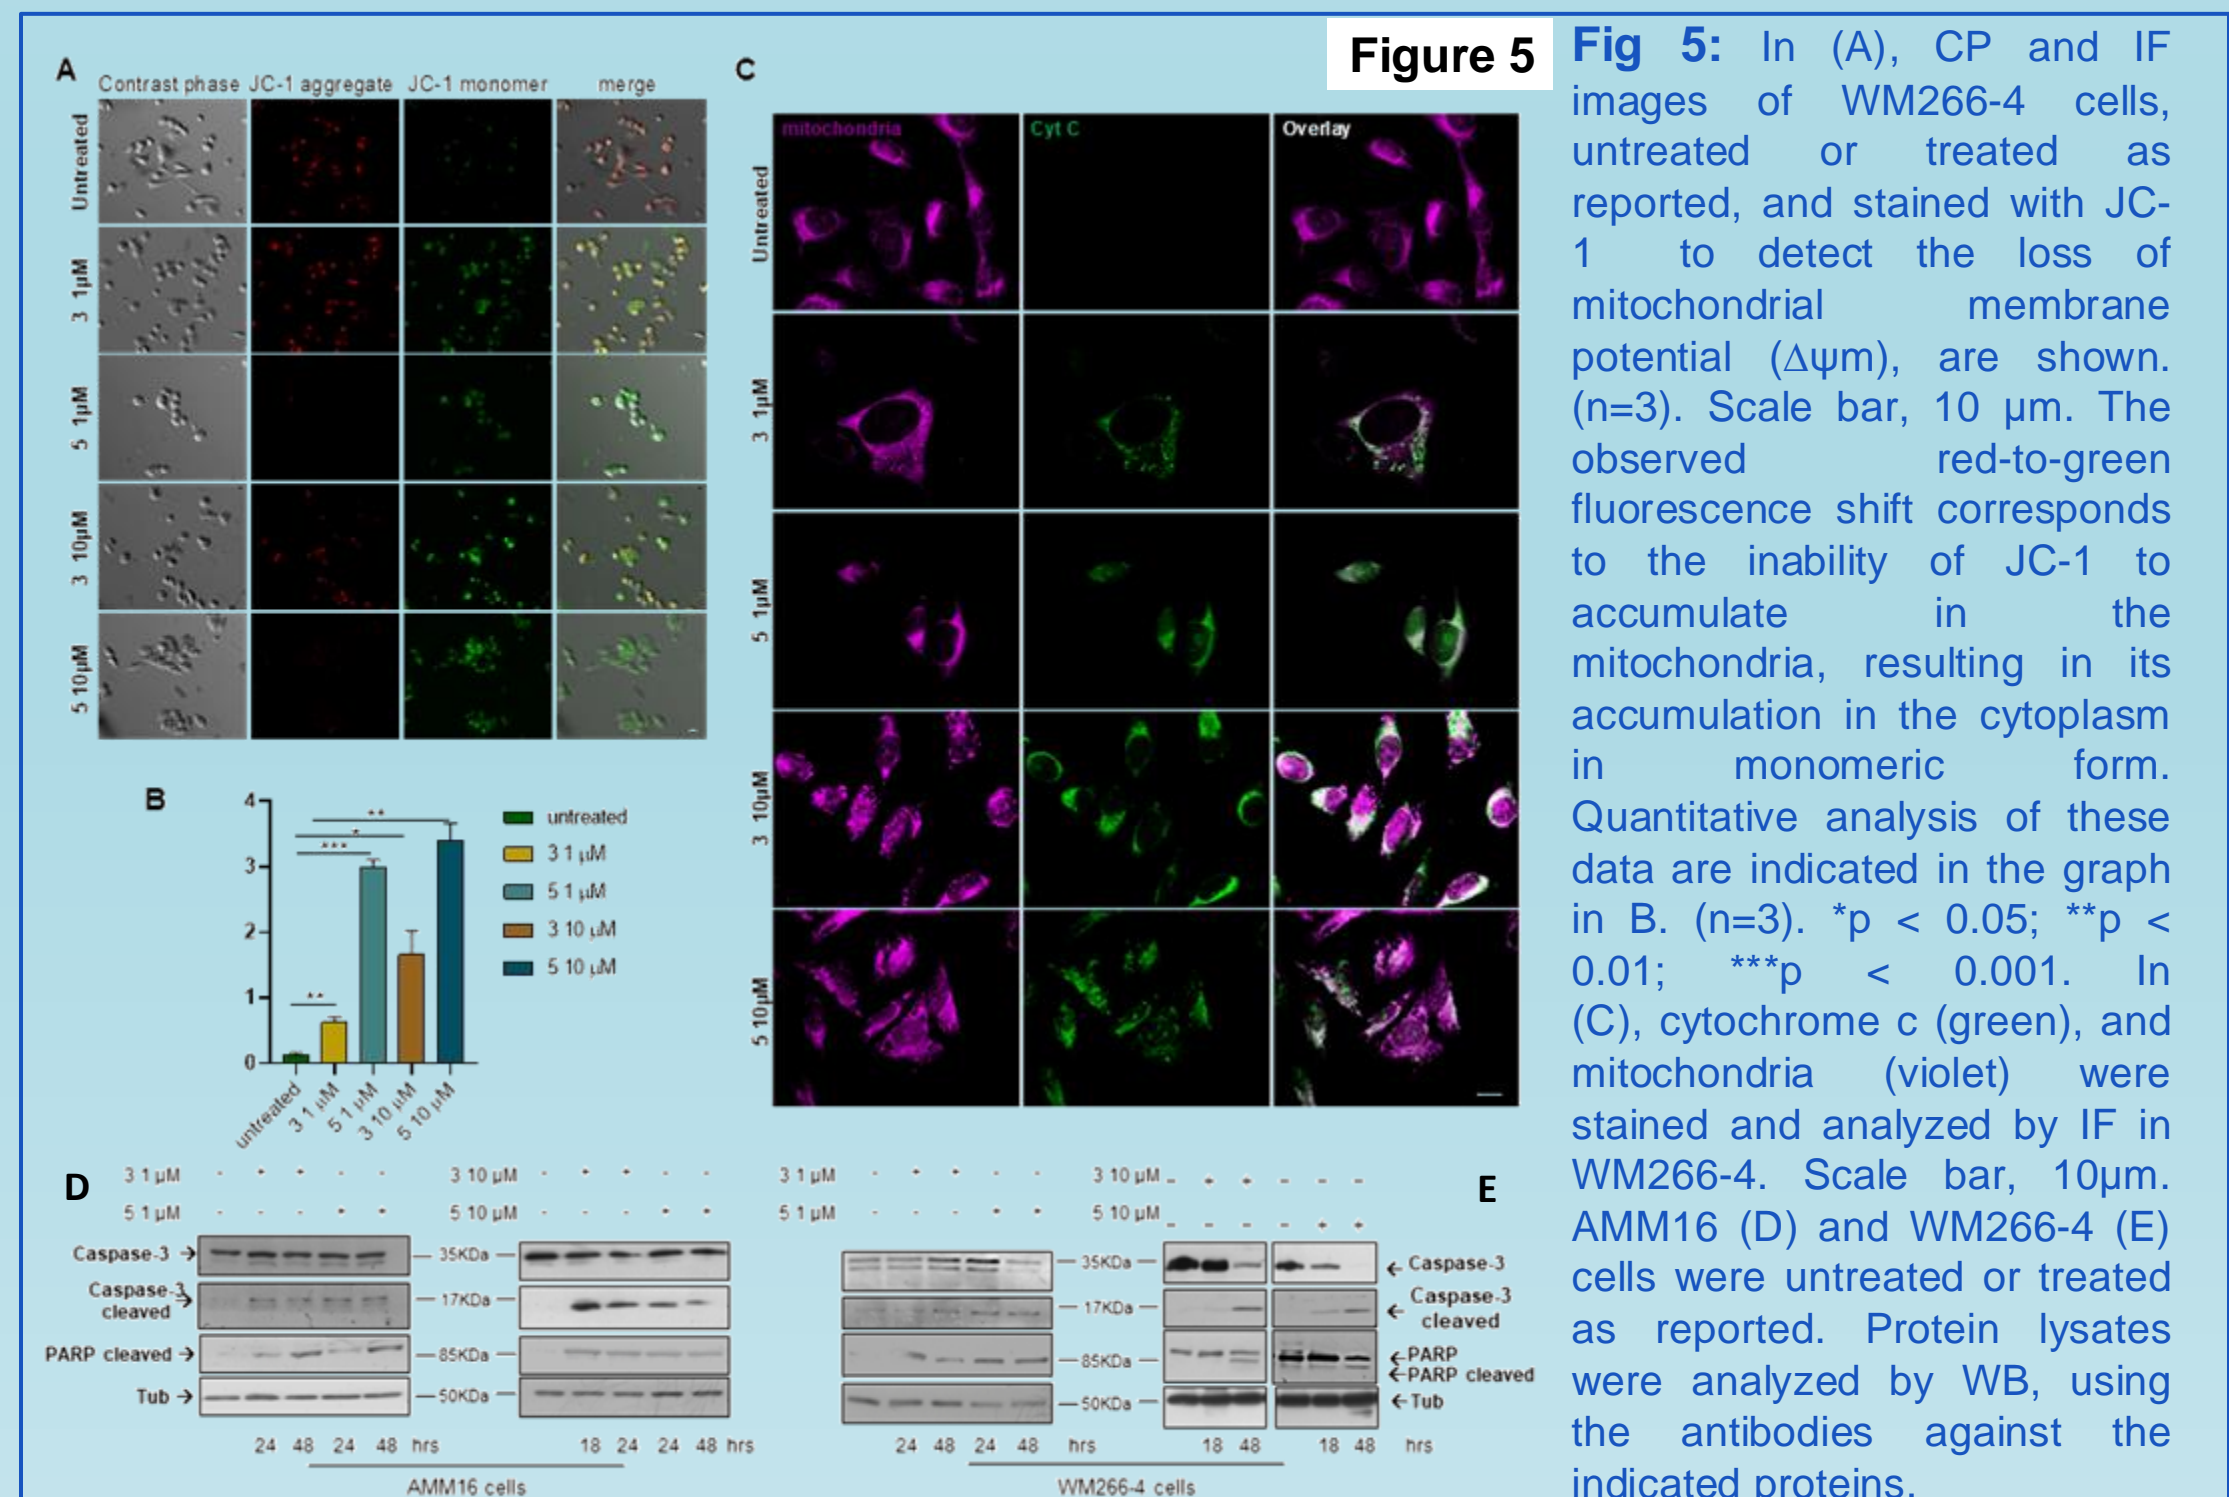 Figure 5
A
Contrast phase JC-1 aggregate JC-1 monomer merge
Untreated
3 1µM
5 1µM
3 10µM
5 10µM
B
4
3
2
1
0
**
*
***
**
untreated
3 1 µM
5 1 µM
3 10 µM
5 10 µM
untreated
3 1 µM
5 1 µM
3 10 µM
5 10 µM
C
mitochondria Cyt C Overlay
Untreated
3 1µM
5 1µM
3 10µM
5 10µM
D
3 1 µM - + + - -
5 1 µM - - - + +
3 10 µM - + + - -
5 10 µM - - - + +
Caspase-3 → 35KDa
Caspase-3 cleaved → 17KDa
PARP cleaved → 85KDa
Tub → 50KDa
24 48 24 48 hrs
18 24 24 48 hrs
AMM16 cells
E
3 1 µM - + + - -
5 1 µM - - - + +
3 10 µM - + + - - -
5 10 µM - - - - + +
35KDa ← Caspase-3
17KDa ← Caspase-3 cleaved
85KDa ← PARP
← PARP cleaved
50KDa ← Tub
24 48 24 48 hrs
18 48 18 48 hrs
WM266-4 cells
Fig 5: In (A), CP and IF
images of WM266-4 cells,
untreated or treated as
reported, and stained with JC-
1 to detect the loss of
mitochondrial membrane
potential (Δψm), are shown.
(n=3). Scale bar, 10 µm. The
observed red-to-green
fluorescence shift corresponds
to the inability of JC-1 to
accumulate in the
mitochondria, resulting in its
accumulation in the cytoplasm
in monomeric form.
Quantitative analysis of these
data are indicated in the graph
in B. (n=3). *p < 0.05; **p <
0.01; ***p < 0.001. In
(C), cytochrome c (green), and
mitochondria (violet) were
stained and analyzed by IF in
WM266-4. Scale bar, 10µm.
AMM16 (D) and WM266-4 (E)
cells were untreated or treated
as reported. Protein lysates
were analyzed by WB, using
the antibodies against the
indicated proteins.